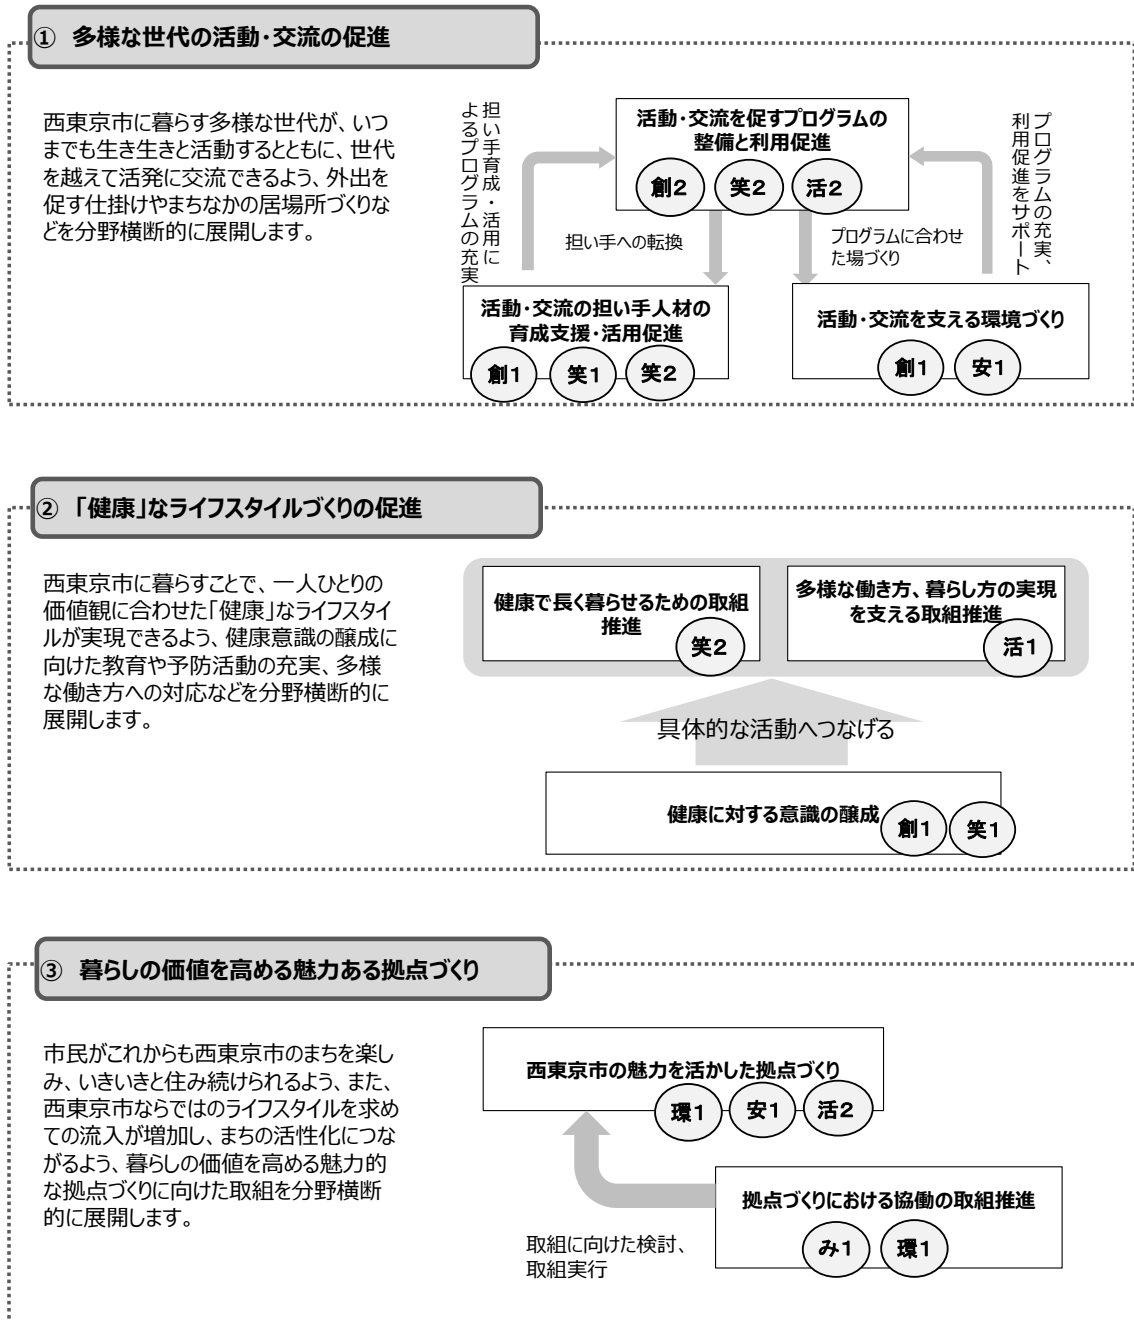 ① 多様な世代の活動・交流の促進
西東京市に暮らす多様な世代が、いつ
までも生き生きと活動するとともに、世代
を越えて活発に交流できるよう、外出を
促す仕掛けやまちなかの居場所づくりな
どを分野横断的に展開します。
担い手育成・活用に
よるプログラムの充実
活動・交流を促すプログラムの
整備と利用促進
創2 笑2 活2
プログラムの充実、
利用促進をサポート
担い手への転換
プログラムに合わせ
た場づくり
活動・交流の担い手人材の
育成支援・活用促進
創1 笑1 笑2
活動・交流を支える環境づくり
創1 安1
② 「健康」なライフスタイルづくりの促進
西東京市に暮らすことで、一人ひとりの
価値観に合わせた「健康」なライフスタイ
ルが実現できるよう、健康意識の醸成に
向けた教育や予防活動の充実、多様
な働き方への対応などを分野横断的に
展開します。
健康で長く暮らせるための取組
推進
笑2
多様な働き方、暮らし方の実現
を支える取組推進
活1
具体的な活動へつなげる
健康に対する意識の醸成
創1 笑1
③ 暮らしの価値を高める魅力ある拠点づくり
市民がこれからも西東京市のまちを楽し
み、いきいきと住み続けられるよう、また、
西東京市ならではのライフスタイルを求め
ての流入が増加し、まちの活性化につな
がるよう、暮らしの価値を高める魅力的
な拠点づくりに向けた取組を分野横断
的に展開します。
西東京市の魅力を活かした拠点づくり
環1 安1 活2
拠点づくりにおける協働の取組推進
み1 環1
取組に向けた検討、
取組実行